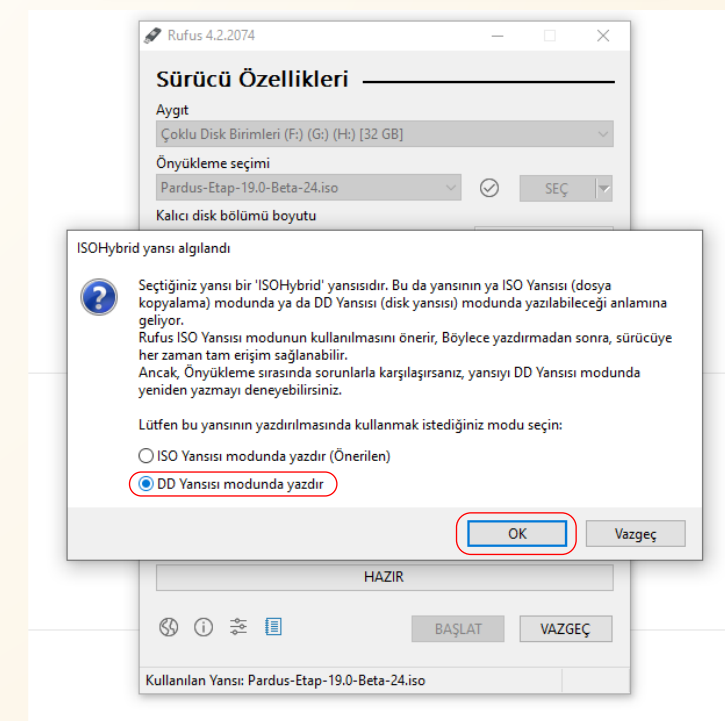 Rufus 4.2.2074
Sürücü Özellikleri
Aygıt
Çoklu Disk Birimleri (F:) (G:) (H:) [32 GB]
Önyükleme seçimi
Pardus-Etap-19.0-Beta-24.iso
SEÇ
Kalıcı disk bölümü boyutu
ISOHybrid yansı algılandı
Seçtiğiniz yansı bir 'ISOHybrid' yansısıdır. Bu da yansının ya ISO Yansısı (dosya
kopyalama) modunda ya da DD Yansısı (disk yansısı) modunda yazılabileceği anlamına
geliyor.
Rufus ISO Yansısı modunun kullanılmasını önerir, Böylece yazdırmadan sonra, sürücüye
her zaman tam erişim sağlanabilir.
Ancak, Önyükleme sırasında sorunlarla karşılaşırsanız, yansıyı DD Yansısı modunda
yeniden yazmayı deneyebilirsiniz.
Lütfen bu yansının yazdırılmasında kullanmak istediğiniz modu seçin:
ISO Yansısı modunda yazdır (Önerilen)
DD Yansısı modunda yazdır
OK
Vazgeç
HAZIR
BAŞLAT
VAZGEÇ
Kullanılan Yansı: Pardus-Etap-19.0-Beta-24.iso